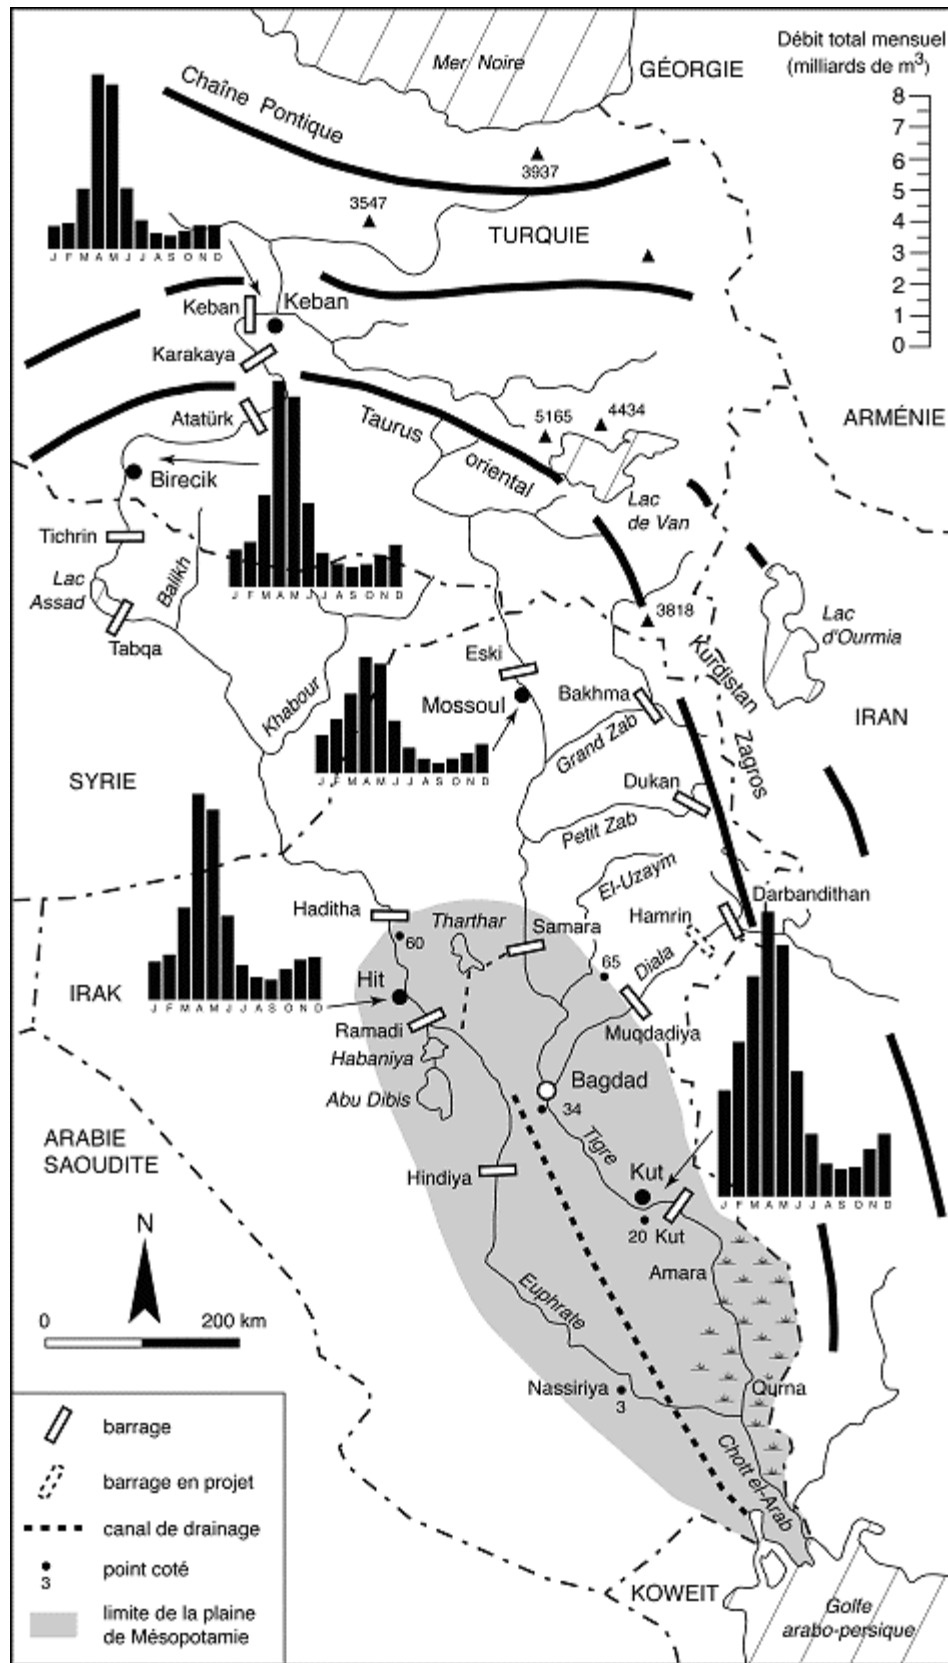 Mer Noire
GÉORGIE
Débit total mensuel
(milliards de m³)
8
7
6
5
4
3
2
1
0
Chaîne Pontique
3937
3547
TURQUIE
J F M A M J J A S O N D
Keban
Keban
Karakaya
Atatürk
Taurus
oriental
5165
4434
ARMÉNIE
Birecik
Lac
de Van
Tichrin
Lac
Assad
Balikh
J F M A M J J A S O N D
Tabqa
3818
Lac
d'Ourmia
Kurdistan
Eski
Mossoul
Bakhma
Khabour
Grand Zab
IRAN
Zagros
J F M A M J J A S O N D
SYRIE
Dukan
Petit Zab
El-Uzaym
Darbandithan
Haditha
60
Tharthar
Samara
Hamrin
65
Diala
IRAK
J F M A M J J A S O N D
Hit
Ramadi
Habaniya
Abu Dibis
Muqdadiya
Bagdad
34
ARABIE
SAOUDITE
Tigre
Hindiya
Kut
20
Kut
J F M A M J J A S O N D
N
0
200 km
Amara
Euphrate
Nassiriya
3
Qurna
Chott el-Arab
barrage
barrage en projet
canal de drainage
3
point coté
limite de la plaine
de Mésopotamie
KOWEIT
Golfe
arabo-persique